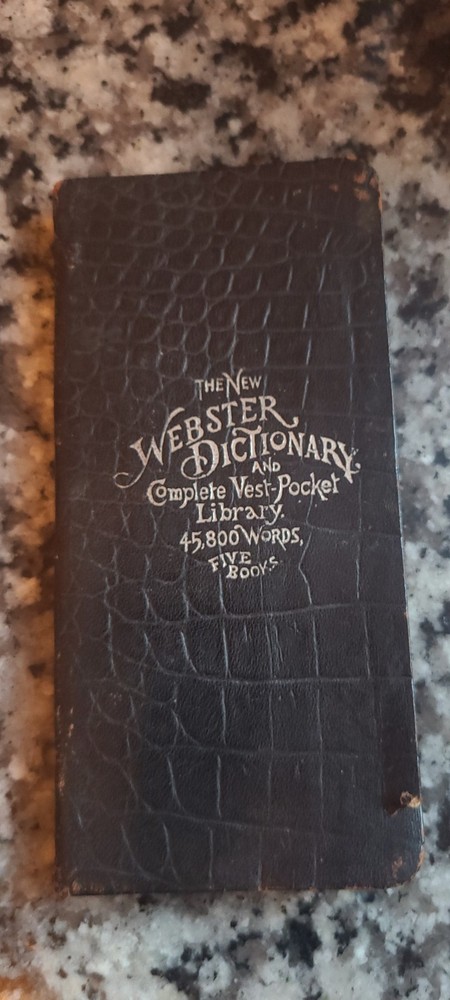 THE NEW
WEBSTER
DICTIONARY
AND
Complete Vest-Pocket
Library.
45,800 WORDS,
FIVE
BOOKS.